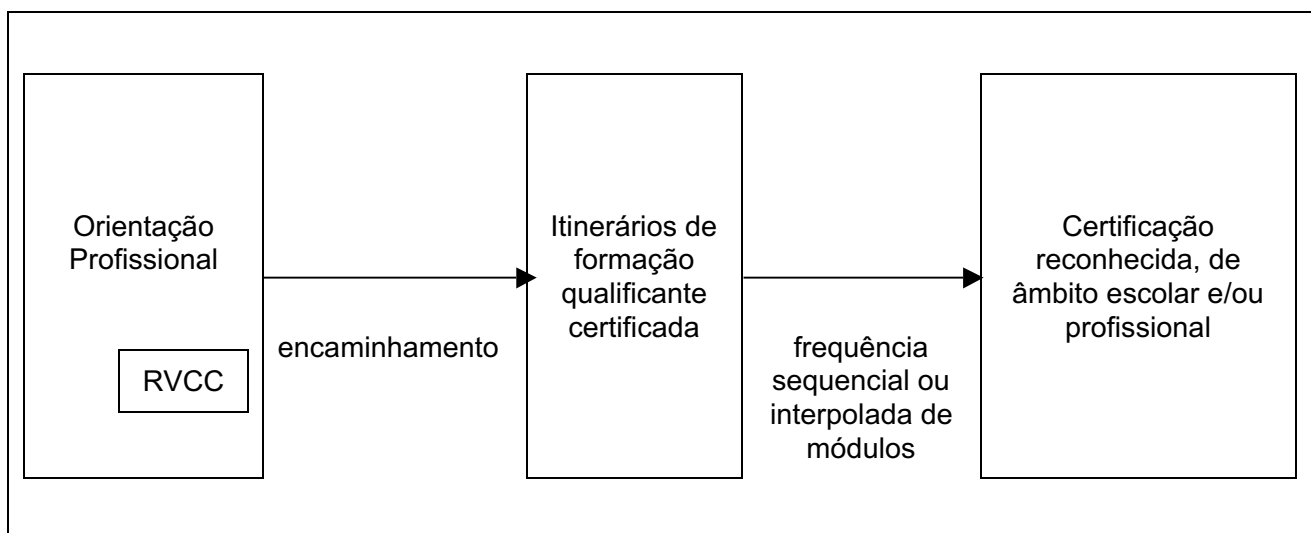 Orientação
Profissional
RVCC
encaminhamento
Itinerários de
formação
qualificante
certificada
frequência
sequencial ou
interpolada de
módulos
Certificação
reconhecida, de
âmbito escolar e/ou
profissional